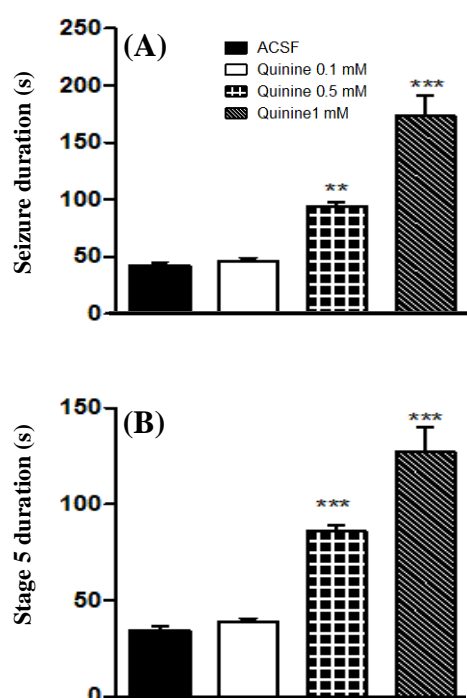 (A)
ACSF
Quinine 0.1 mM
Quinine 0.5 mM
Quinine1 mM
Seizure duration (s)
250
200
150
100
50
0
**
***
(B)
Stage 5 duration (s)
150
100
50
0
***
***